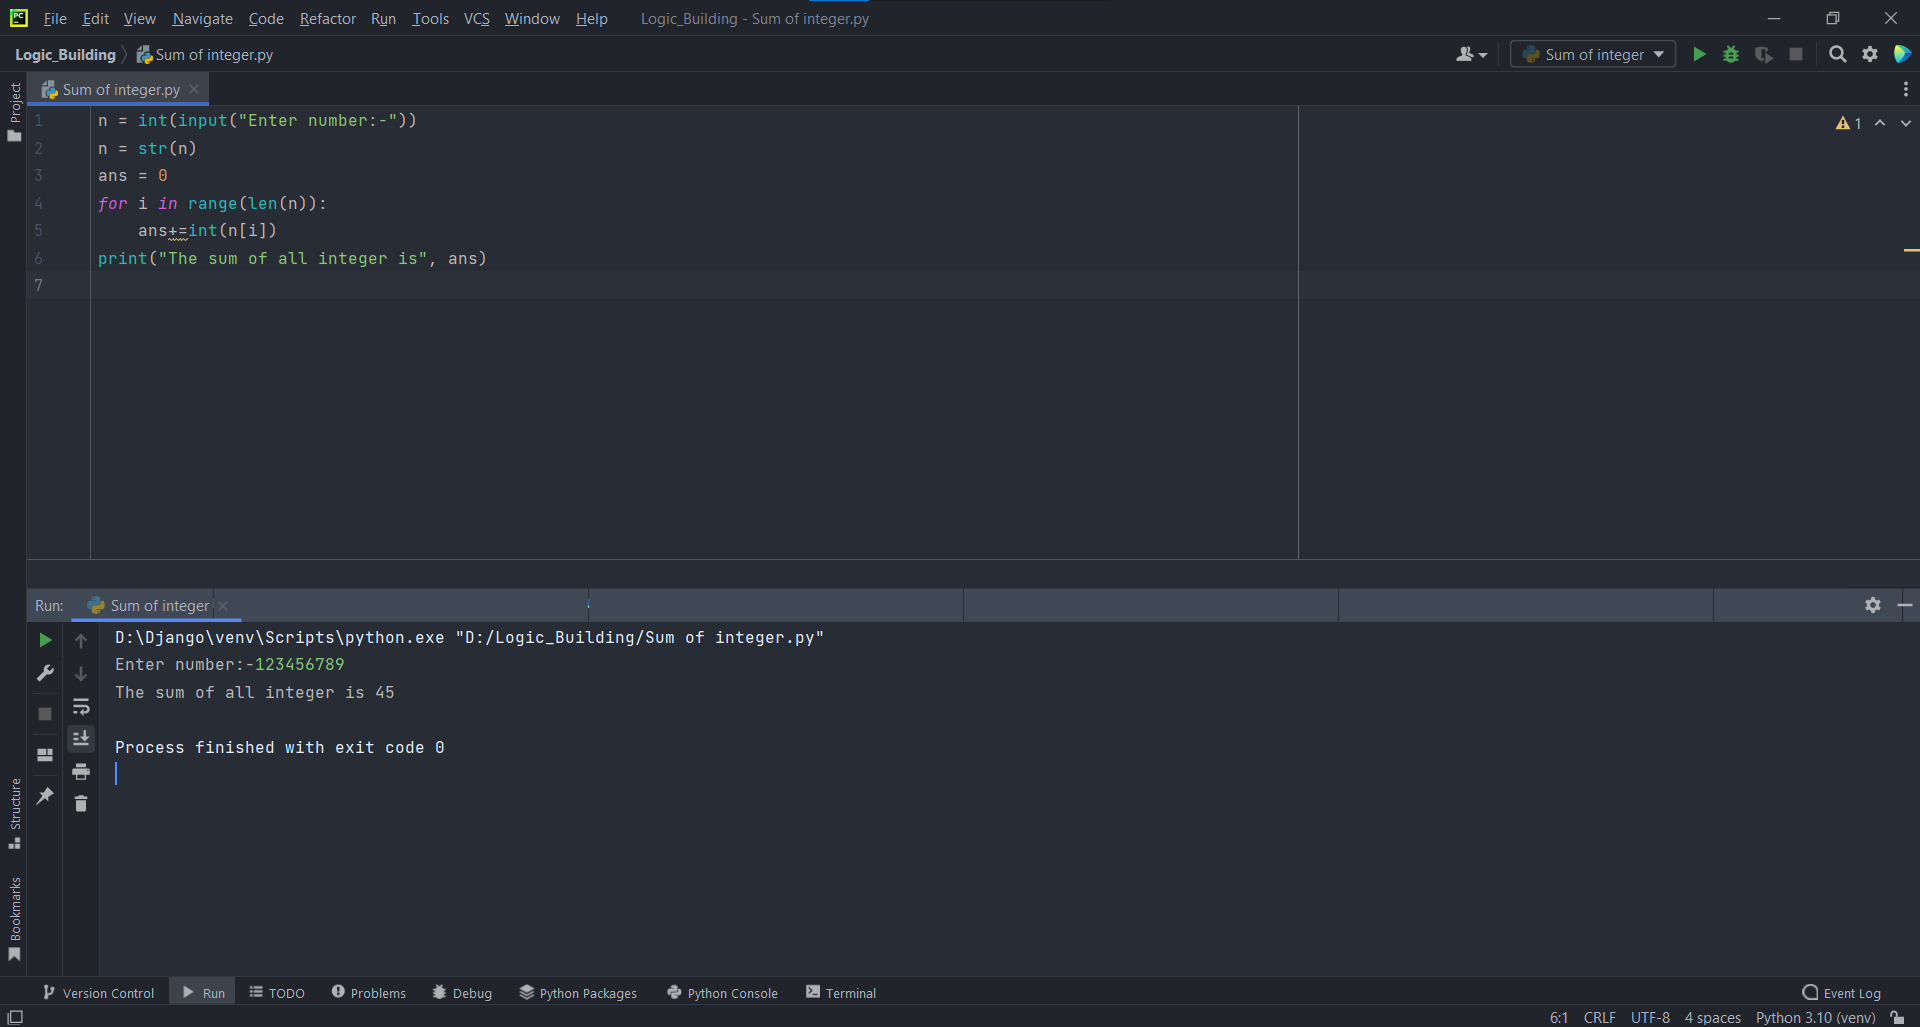 PC File Edit View Navigate Code Refactor Run Tools VCS Window Help Logic_Building - Sum of integer.py
Logic_Building Sum of integer.py Sum of integer
Project
Sum of integer.py
1 n = int(input("Enter number:-"))
2 n = str(n)
3 ans = 0
4 for i in range(len(n)):
5     ans+=int(n[i])
6 print("The sum of all integer is", ans)
7
1
Run: Sum of integer
D:\Django\venv\Scripts\python.exe "D:/Logic_Building/Sum of integer.py"
Enter number:-123456789
The sum of all integer is 45
Process finished with exit code 0
Structure
Bookmarks
Version Control Run TODO Problems Debug Python Packages Python Console Terminal Event Log
6:1 CRLF UTF-8 4 spaces Python 3.10 (venv)